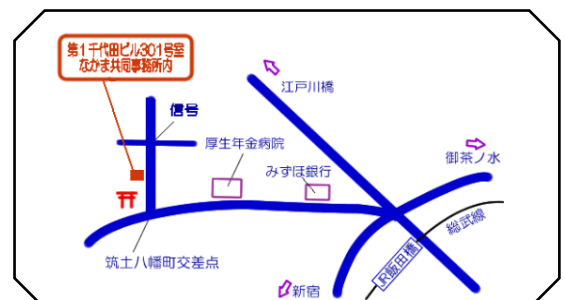 第1千代田ビル301号室
なかま共同事務所内
江戸川橋
信号
厚生年金病院
御茶ノ水
みずほ銀行
総武線
筑土八幡町交差点
JR飯田橋
新宿